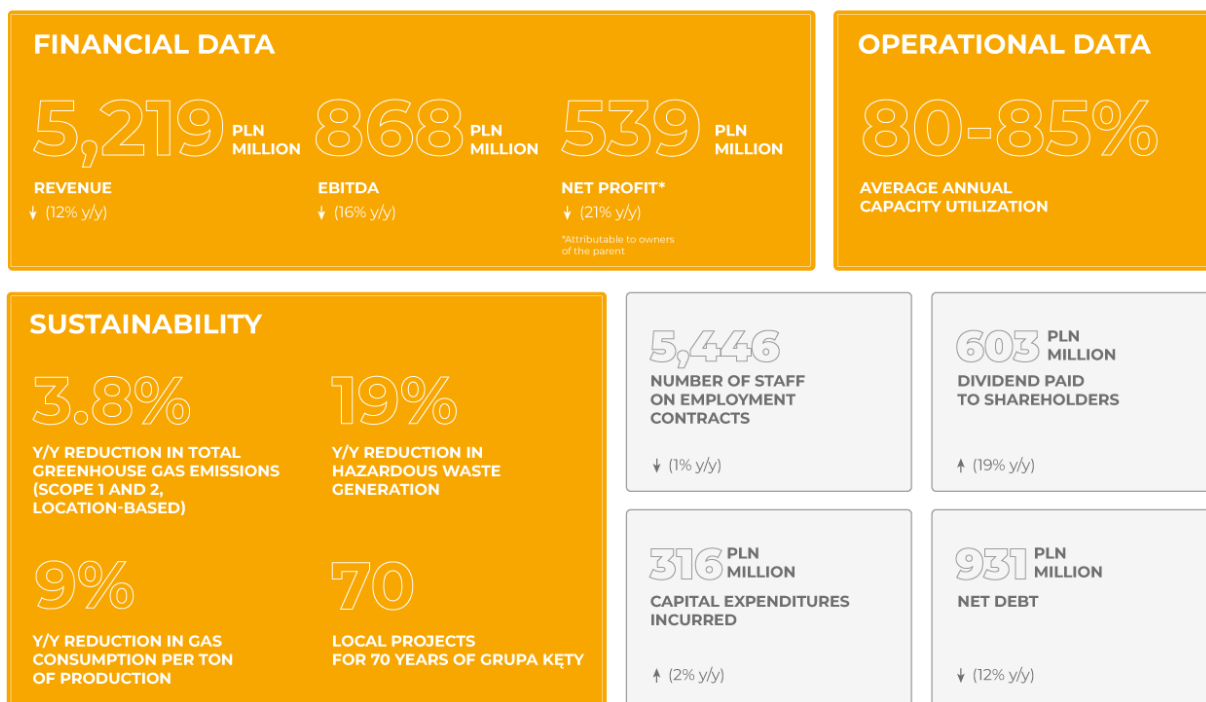 FINANCIAL DATA
5,219 PLN
MILLION
REVENUE
↓ (12% y/y)
868 PLN
MILLION
EBITDA
↓ (16% y/y)
539 PLN
MILLION
NET PROFIT*
↓ (21% y/y)
*Attributable to owners
of the parent
OPERATIONAL DATA
80-85%
AVERAGE ANNUAL
CAPACITY UTILIZATION
SUSTAINABILITY
3.8%
Y/Y REDUCTION IN TOTAL
GREENHOUSE GAS EMISSIONS
(SCOPE 1 AND 2,
LOCATION-BASED)
19%
Y/Y REDUCTION IN
HAZARDOUS WASTE
GENERATION
9%
Y/Y REDUCTION IN GAS
CONSUMPTION PER TON
OF PRODUCTION
70
LOCAL PROJECTS
FOR 70 YEARS OF GRUPA KĘTY
5,446
NUMBER OF STAFF
ON EMPLOYMENT
CONTRACTS
↓ (1% y/y)
603 PLN
MILLION
DIVIDEND PAID
TO SHAREHOLDERS
↑ (19% y/y)
316 PLN
MILLION
CAPITAL EXPENDITURES
INCURRED
↑ (2% y/y)
931 PLN
MILLION
NET DEBT
↓ (12% y/y)